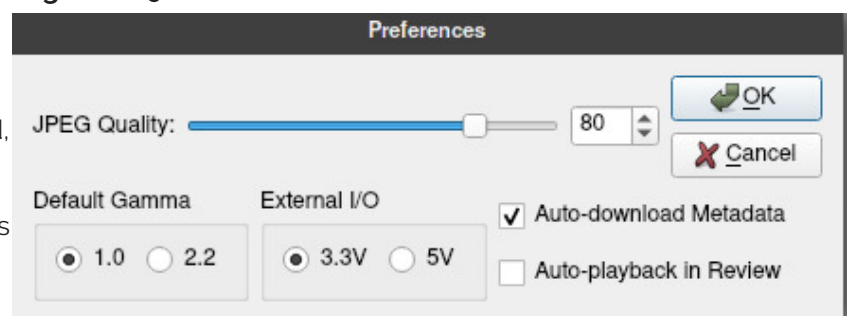 Preferences
JPEG Quality: 80 OK
Cancel
Default Gamma External I/O Auto-download Metadata
1.0 2.2 3.3V 5V Auto-playback in Review